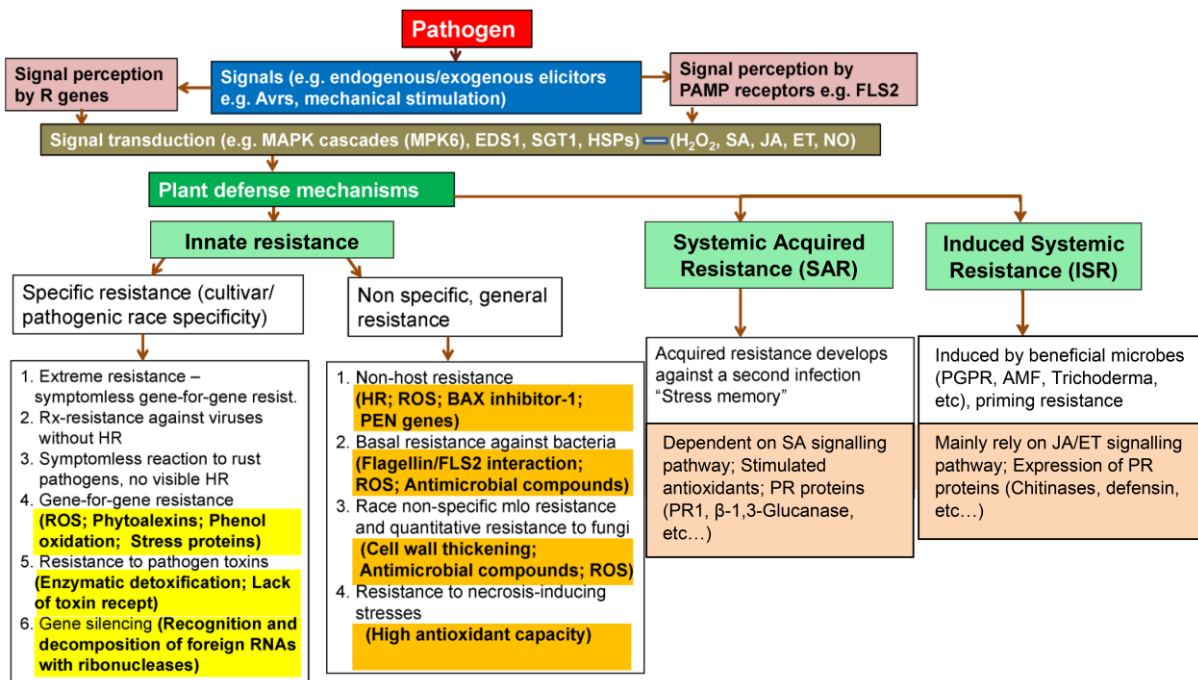 Pathogen
Signal perception
by R genes
Signals (e.g. endogenous/exogenous elicitors
e.g. Avrs, mechanical stimulation)
Signal perception by
PAMP receptors e.g. FLS2
Signal transduction (e.g. MAPK cascades (MPK6), EDS1, SGT1, HSPs) (H₂O₂, SA, JA, ET, NO)
Plant defense mechanisms
Innate resistance
Systemic Acquired
Resistance (SAR)
Induced Systemic
Resistance (ISR)
Specific resistance (cultivar/
pathogenic race specificity)
Non specific, general
resistance
1. Extreme resistance –
symptomless gene-for-gene resist.
2. Rx-resistance against viruses
without HR
3. Symptomless reaction to rust
pathogens, no visible HR
4. Gene-for-gene resistance
(ROS; Phytoalexins; Phenol
oxidation; Stress proteins)
5. Resistance to pathogen toxins
(Enzymatic detoxification; Lack
of toxin recept)
6. Gene silencing (Recognition and
decomposition of foreign RNAs
with ribonucleases)
1. Non-host resistance
(HR; ROS; BAX inhibitor-1;
PEN genes)
2. Basal resistance against bacteria
(Flagellin/FLS2 interaction;
ROS; Antimicrobial compounds)
3. Race non-specific mlo resistance
and quantitative resistance to fungi
(Cell wall thickening;
Antimicrobial compounds; ROS)
4. Resistance to necrosis-inducing
stresses
(High antioxidant capacity)
Acquired resistance develops
against a second infection
“Stress memory”
Dependent on SA signalling
pathway; Stimulated
antioxidants; PR proteins
(PR1, β-1,3-Glucanase,
etc…)
Induced by beneficial microbes
(PGPR, AMF, Trichoderma,
etc), priming resistance
Mainly rely on JA/ET signalling
pathway; Expression of PR
proteins (Chitinases, defensin,
etc…)